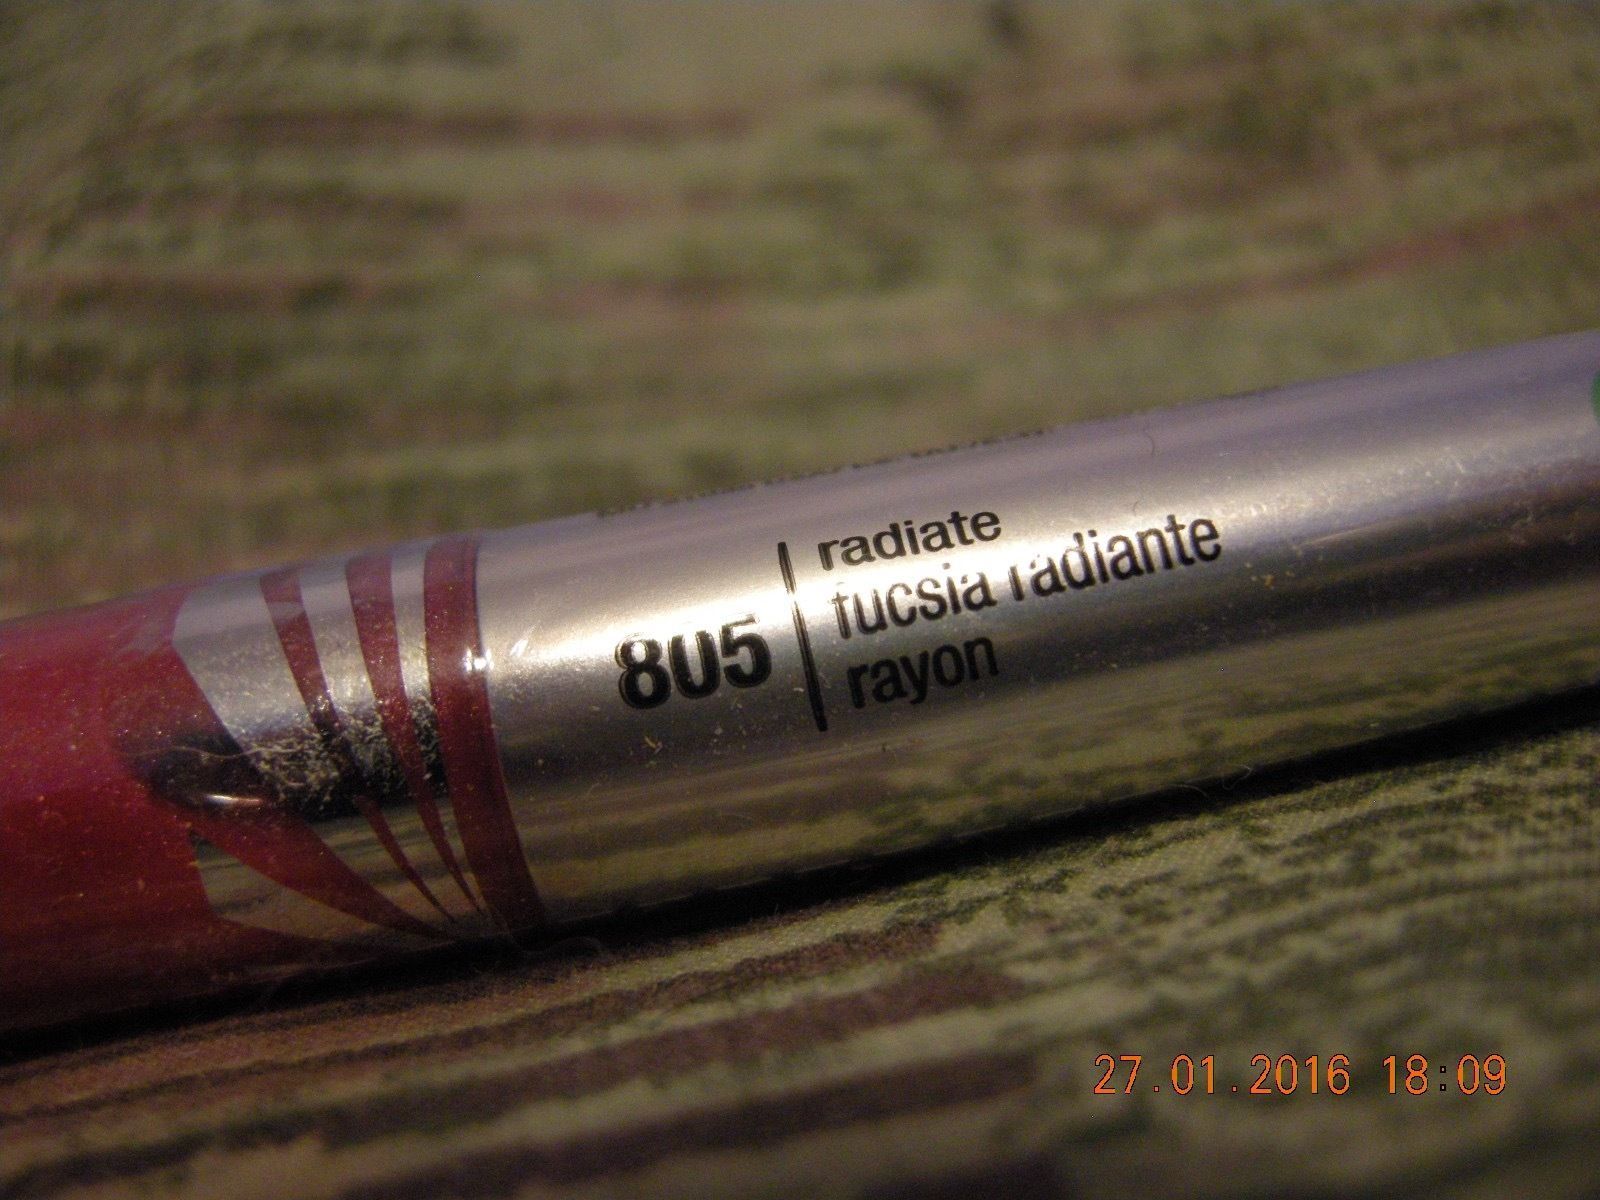 805
radiate
fucsia radiante
rayon
27.01.2016 18:09